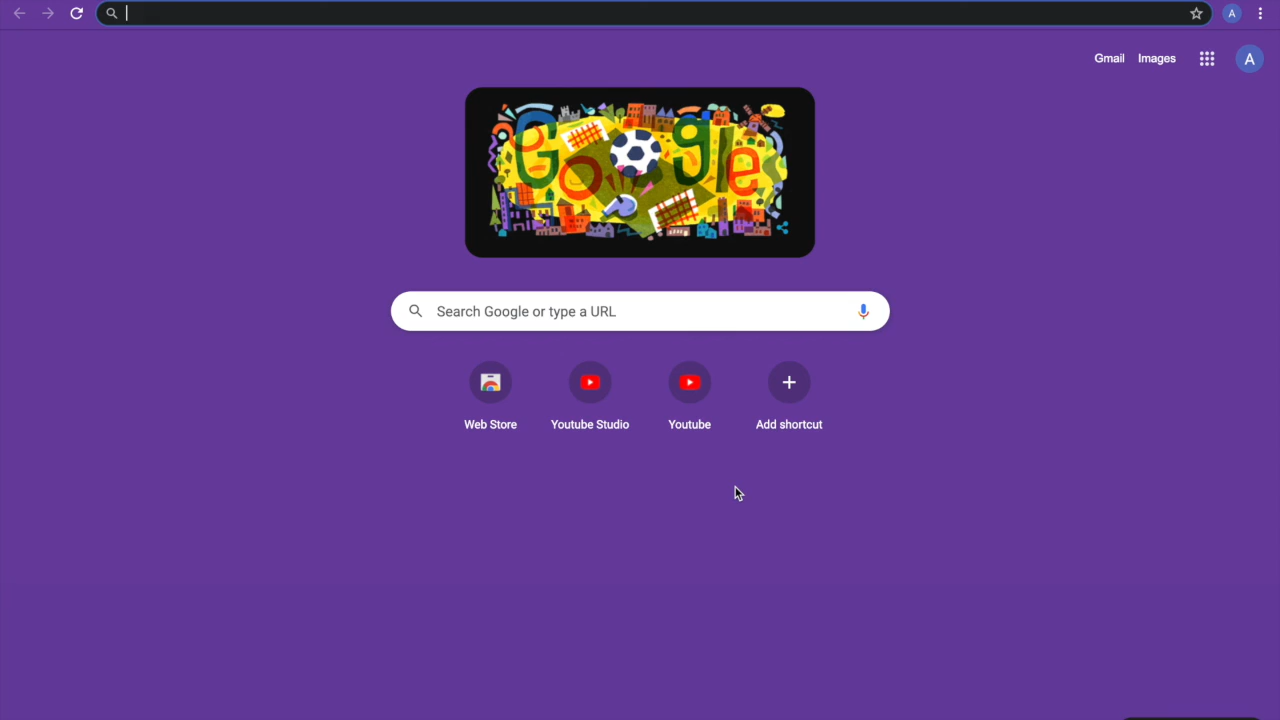 A
Gmail Images
A
Google
Search Google or type a URL
Web Store Youtube Studio Youtube Add shortcut